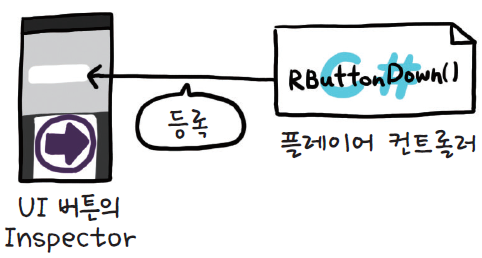 C#
RButtonDown()
등록
플레이어 컨트롤러
UI 버튼의
Inspector